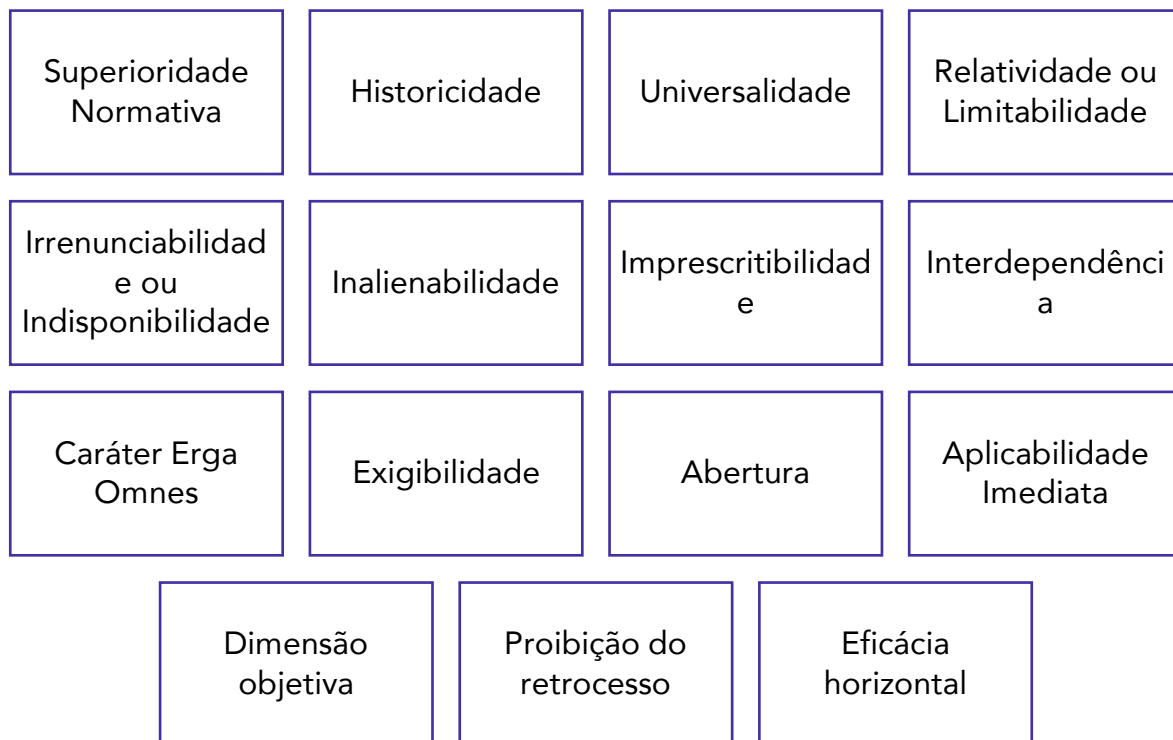 Superioridade
Normativa
Historicidade
Universalidade
Relatividade ou
Limitabilidade
Irrenunciabilidad
e ou
Indisponibilidade
Inalienabilidade
Imprescritibilidad
e
Interdependênci
a
Caráter Erga
Omnes
Exigibilidade
Abertura
Aplicabilidade
Imediata
Dimensão
objetiva
Proibição do
retrocesso
Eficácia
horizontal